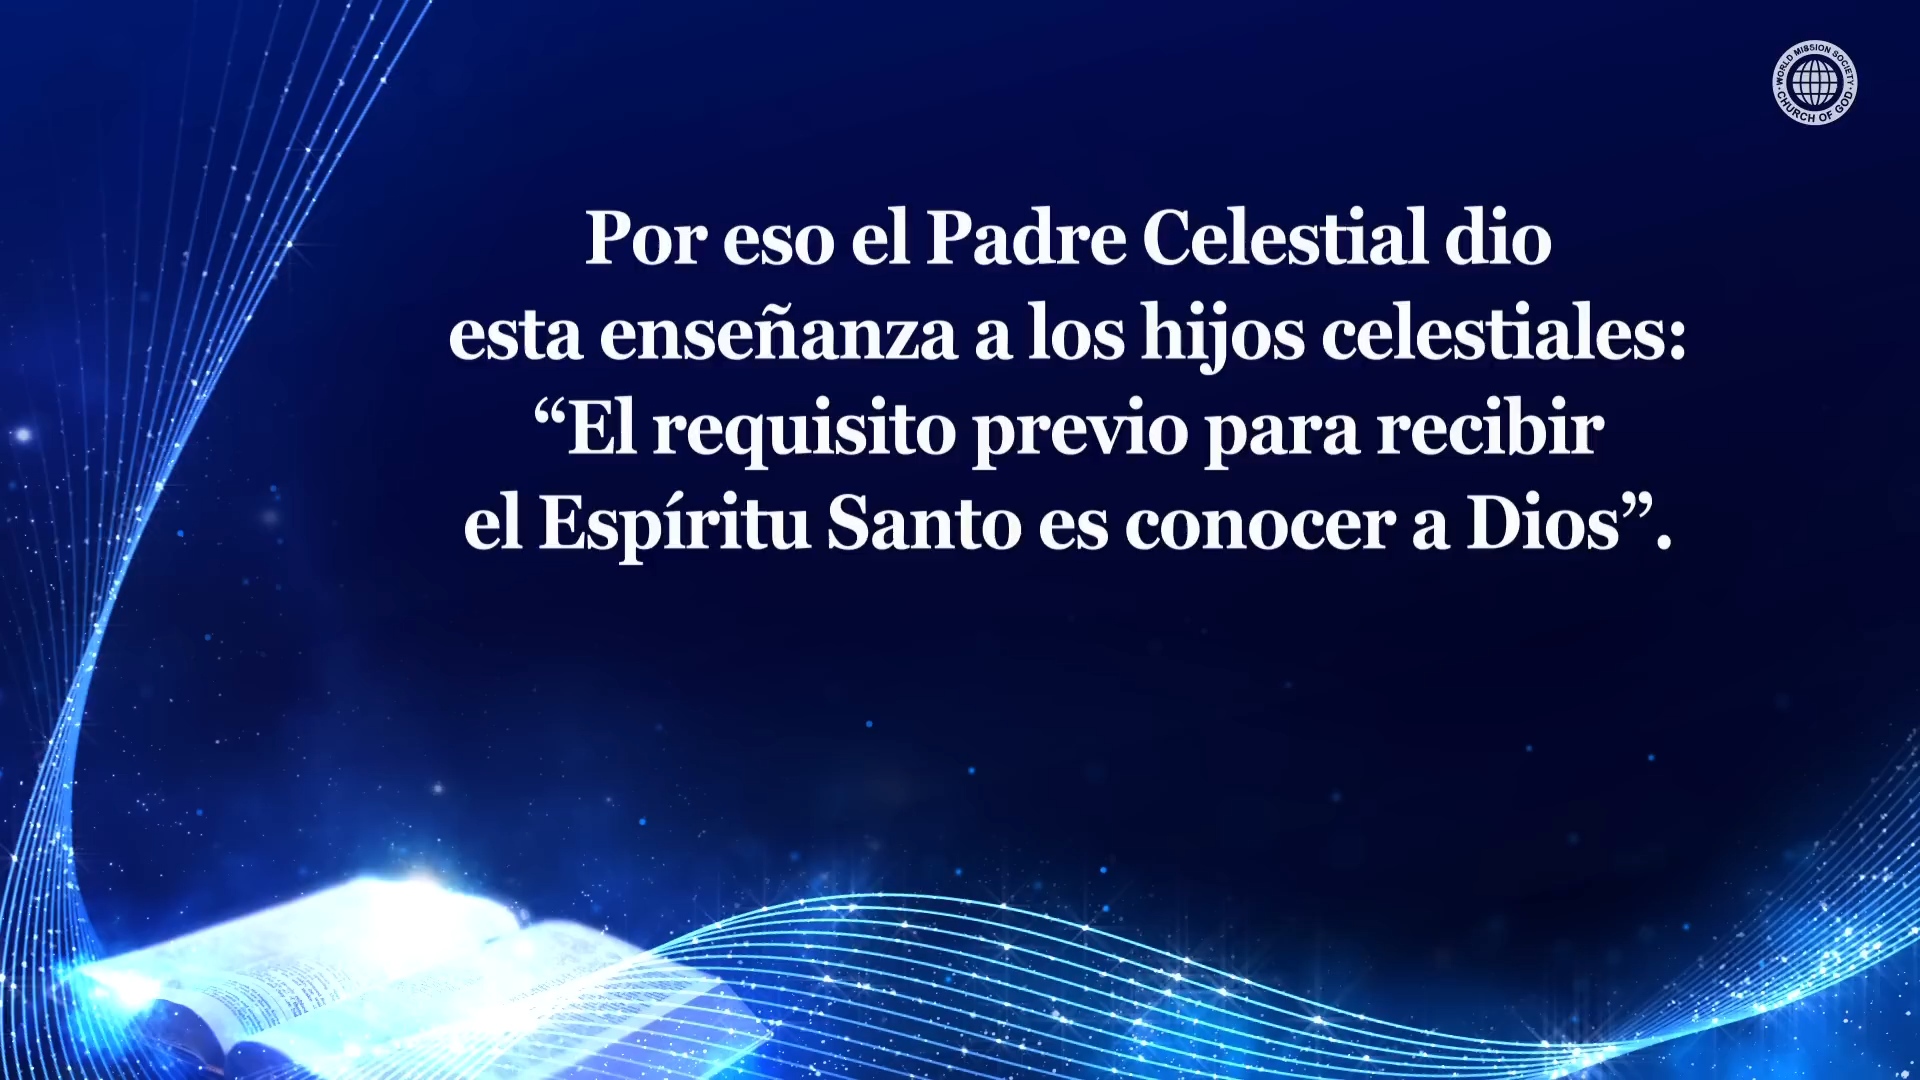 WORLD MISSION SOCIETY
CHURCH OF GOD
Por eso el Padre Celestial dio
esta enseñanza a los hijos celestiales:
“El requisito previo para recibir
el Espíritu Santo es conocer a Dios”.